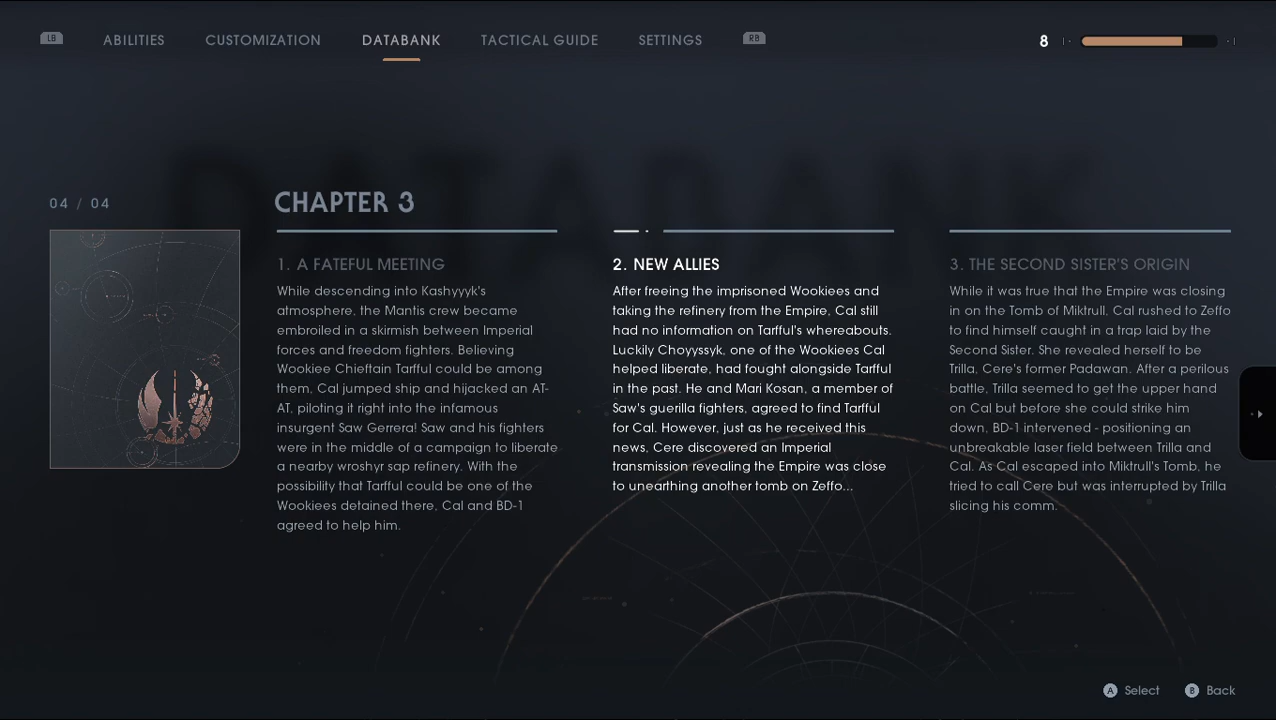 LB ABILITIES CUSTOMIZATION DATABANK TACTICAL GUIDE SETTINGS RB 8
DATABANK
04 / 04
CHAPTER 3
1. A FATEFUL MEETING
While descending into Kashyyyk's
atmosphere, the Mantis crew became
embroiled in a skirmish between Imperial
forces and freedom fighters. Believing
Wookiee Chieftain Tarfful could be among
them, Cal jumped ship and hijacked an AT-
AT, piloting it right into the infamous
insurgent Saw Gerrera! Saw and his fighters
were in the middle of a campaign to liberate
a nearby wroshyr sap refinery. With the
possibility that Tarfful could be one of the
Wookiees detained there, Cal and BD-1
agreed to help him.
2. NEW ALLIES
After freeing the imprisoned Wookiees and
taking the refinery from the Empire, Cal still
had no information on Tarfful's whereabouts.
Luckily Choyyssyk, one of the Wookiees Cal
helped liberate, had fought alongside Tarfful
in the past. He and Mari Kosan, a member of
Saw's guerilla fighters, agreed to find Tarfful
for Cal. However, just as he received this
news, Cere discovered an Imperial
transmission revealing the Empire was close
to unearthing another tomb on Zeffo...
3. THE SECOND SISTER'S ORIGIN
While it was true that the Empire was closing
in on the Tomb of Miktrull, Cal rushed to Zeffo
to find himself caught in a trap laid by the
Second Sister. She revealed herself to be
Trilla, Cere's former Padawan. After a perilous
battle, Trilla seemed to get the upper hand
on Cal but before she could strike him
down, BD-1 intervened - positioning an
unbreakable laser field between Trilla and
Cal. As Cal escaped into Miktrull's Tomb, he
tried to call Cere but was interrupted by Trilla
slicing his comm.
A Select B Back